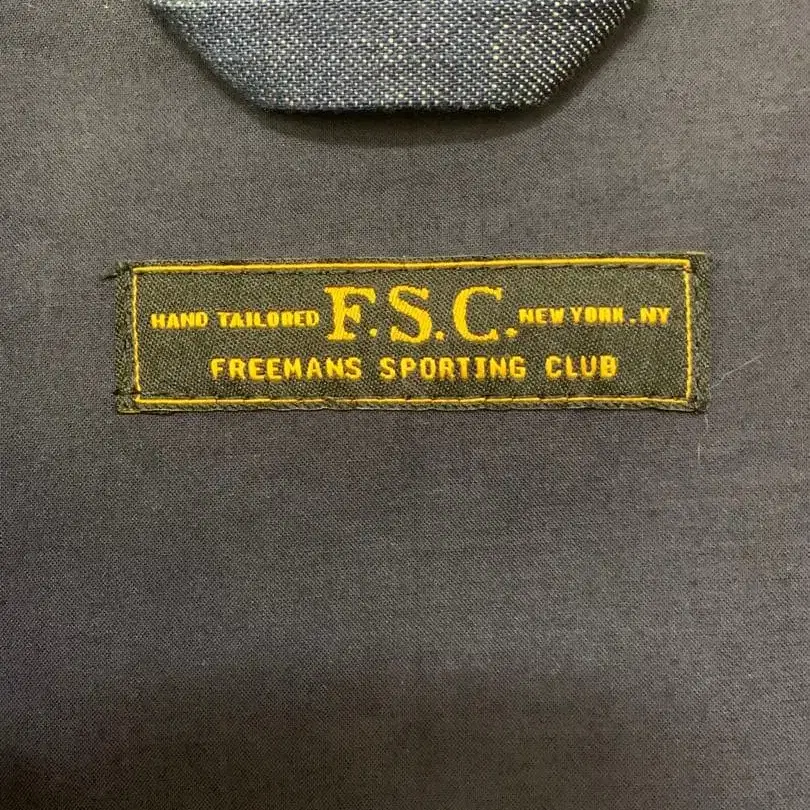 HAND TAILORED F.S.C. NEW YORK.NY
FREEMANS SPORTING CLUB